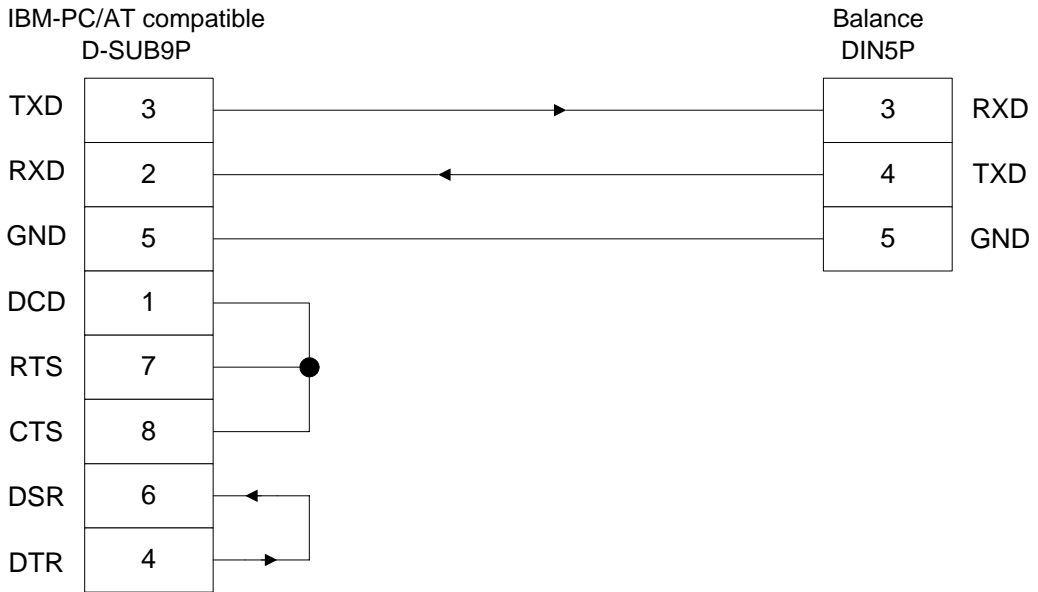 IBM-PC/AT compatible
D-SUB9P
Balance
DIN5P
TXD 3 3 RXD
RXD 2 4 TXD
GND 5 5 GND
DCD 1
RTS 7
CTS 8
DSR 6
DTR 4